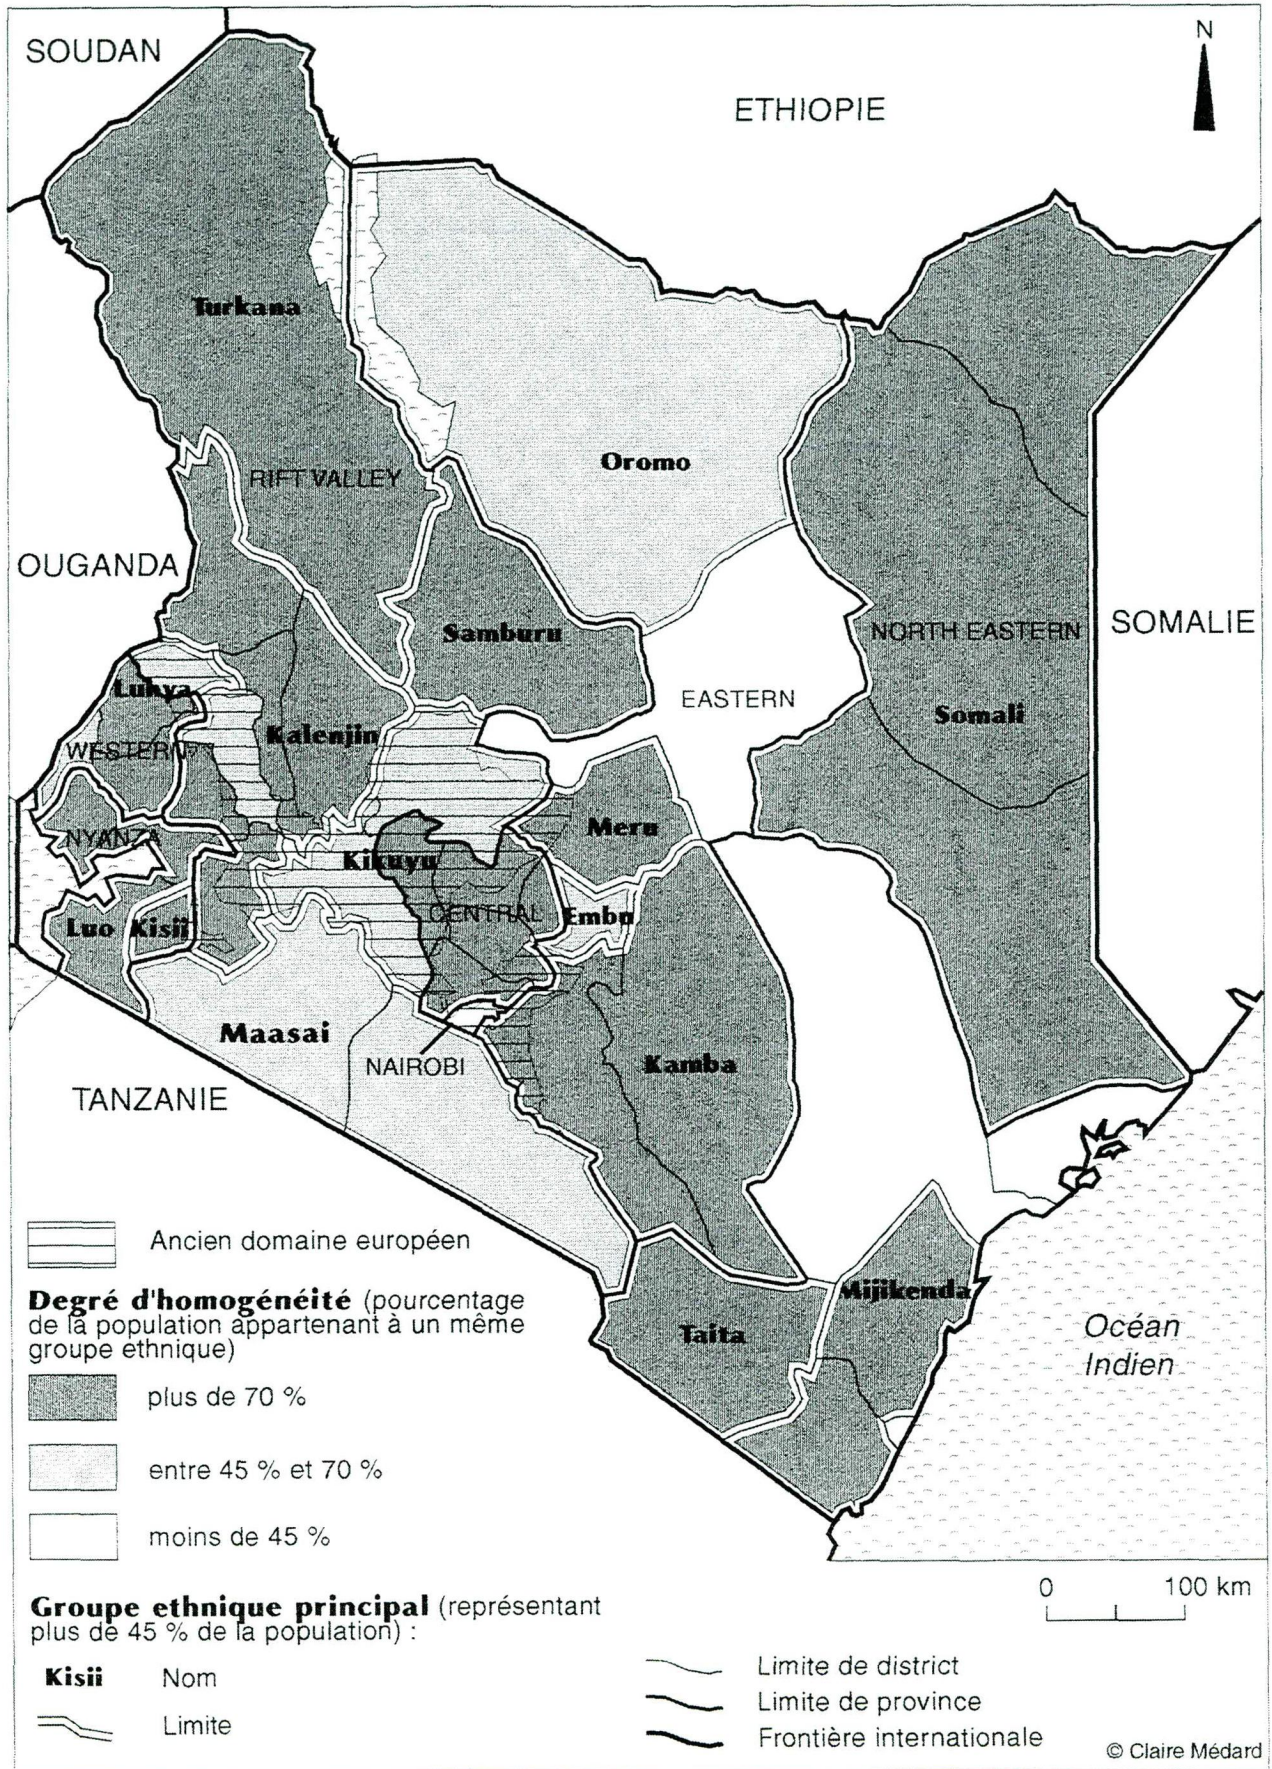 SOUDAN
N
ETHIOPIE
Turkana
RIFT VALLEY
Oromo
OUGANDA
SOMALIE
Samburu
NORTH EASTERN
Luhya
EASTERN
Somali
Kalenjin
WESTERN
Meru
NYANZA
Kikuyu
CENTRAL
Embu
Luo
Kisii
Maasai
NAIROBI
Kamba
TANZANIE
Mijikenda
Taita
Océan
Indien
Ancien domaine européen
Degré d'homogénéité (pourcentage
de la population appartenant à un même
groupe ethnique)
plus de 70 %
entre 45 % et 70 %
moins de 45 %
Groupe ethnique principal (représentant
plus de 45 % de la population) :
Kisii Nom
Limite
0 100 km
Limite de district
Limite de province
Frontière internationale
© Claire Médard